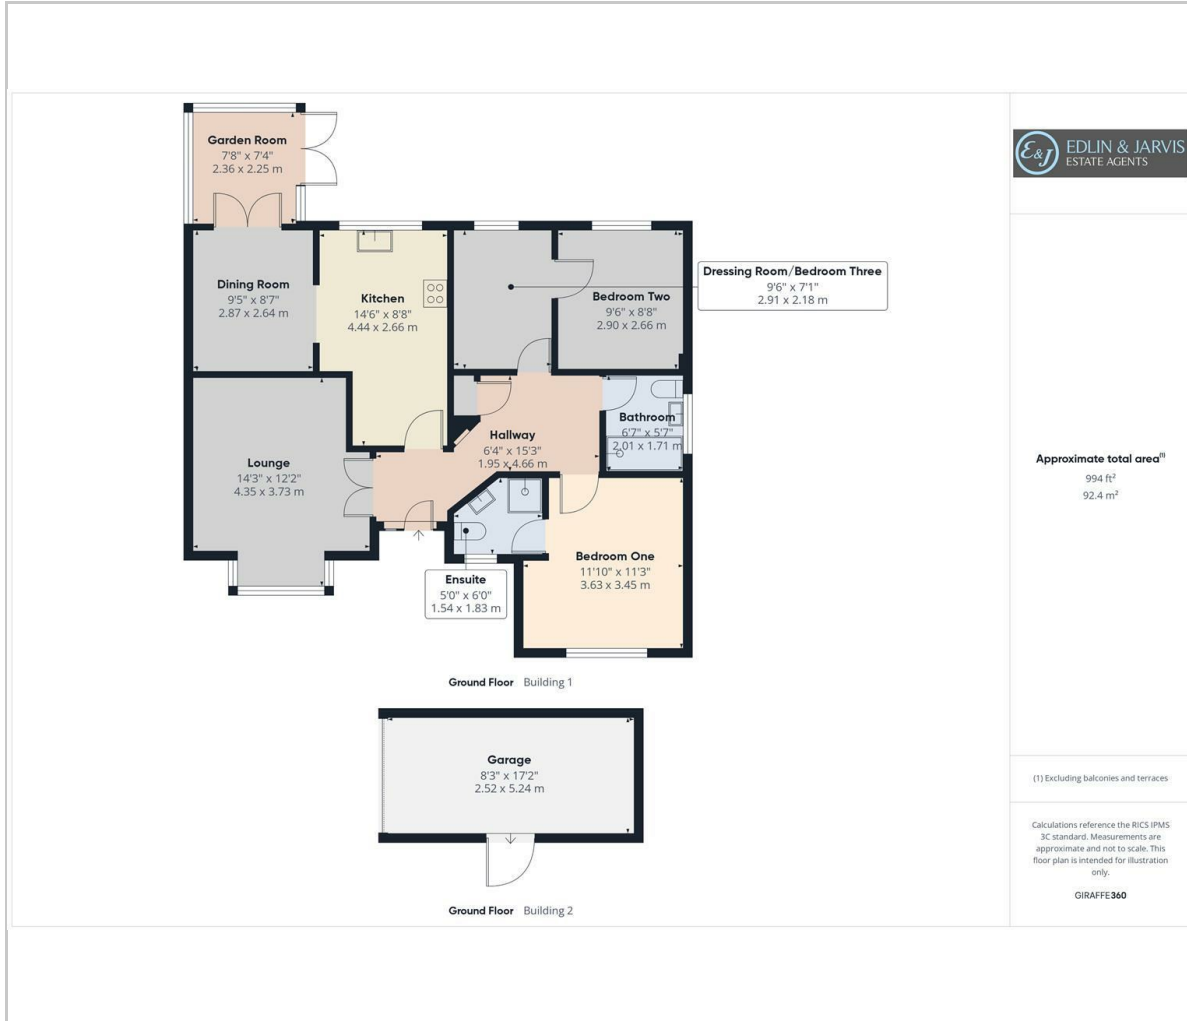 Garden Room
7'8" x 7'4"
2.36 x 2.25 m
Dining Room
9'5" x 8'7"
2.87 x 2.64 m
Kitchen
14'6" x 8'8"
4.44 x 2.66 m
Bedroom Two
9'6" x 8'8"
2.90 x 2.66 m
Dressing Room/Bedroom Three
9'6" x 7'1"
2.91 x 2.18 m
Lounge
14'3" x 12'2"
4.35 x 3.73 m
Hallway
6'4" x 15'3"
1.95 x 4.66 m
Bathroom
6'7" x 5'7"
2.01 x 1.71 m
Ensuite
5'0" x 6'0"
1.54 x 1.83 m
Bedroom One
11'10" x 11'3"
3.63 x 3.45 m
Ground Floor Building 1
Garage
8'3" x 17'2"
2.52 x 5.24 m
Ground Floor Building 2
E&J
EDLIN & JARVIS
ESTATE AGENTS
Approximate total area(1)
994 ft²
92.4 m²
(1) Excluding balconies and terraces
Calculations reference the RICS IPMS
3C standard. Measurements are
approximate and not to scale. This
floor plan is intended for illustration
only.
GIRAFFE360